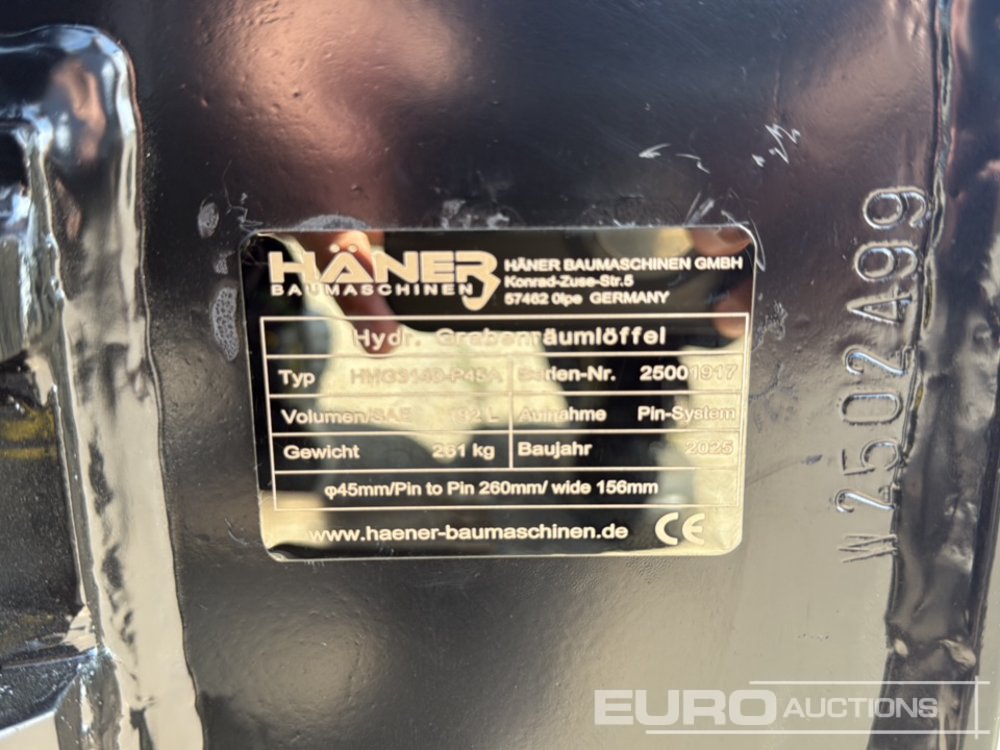 HÄNER
BAUMASCHINEN
HÄNER BAUMASCHINEN GMBH
Konrad-Zuse-Str.5
57462 Olpe GERMANY
Hydr. Grabenräumlöffel
Typ
Serien-Nr. 25001917
Volumen/SAE 192 L
Aufnahme Pin-System
Gewicht 261 kg
Baujahr 2025
φ45mm/Pin to Pin 260mm/ wide 156mm
www.haener-baumaschinen.de CE
W2502A99
EURO AUCTIONS